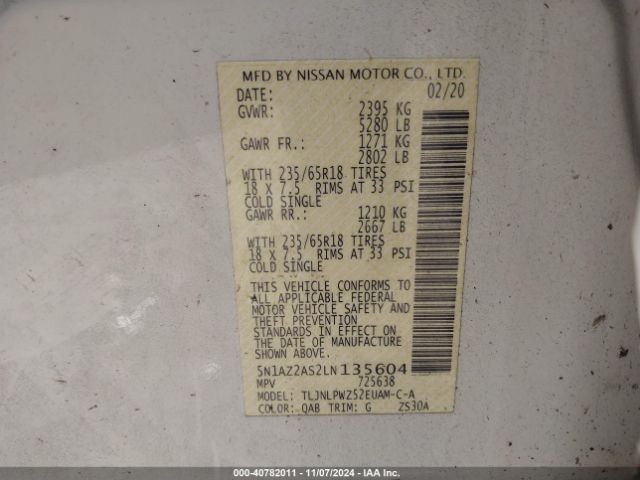 MFD BY NISSAN MOTOR CO., LTD.
DATE: 02/20
GVWR: 2395 KG
5280 LB
GAWR FR.: 1271 KG
2802 LB
WITH 235/65R18 TIRES
18 X 7.5 RIMS AT 33 PSI
COLD SINGLE
GAWR RR.: 1210 KG
2667 LB
WITH 235/65R18 TIRES
18 X 7.5 RIMS AT 33 PSI
COLD SINGLE
THIS VEHICLE CONFORMS TO
ALL APPLICABLE FEDERAL
MOTOR VEHICLE SAFETY AND
THEFT PREVENTION
STANDARDS IN EFFECT ON
THE DATE OF MANUFACTURE
SHOWN ABOVE.
5N1AZ2AS2LN135604
MPV 725638
MODEL: TLJNLPWZ52EUAM-C-A
COLOR: QAB TRIM: G ZS30A
000-40782011 - 11/07/2024 - IAA Inc.